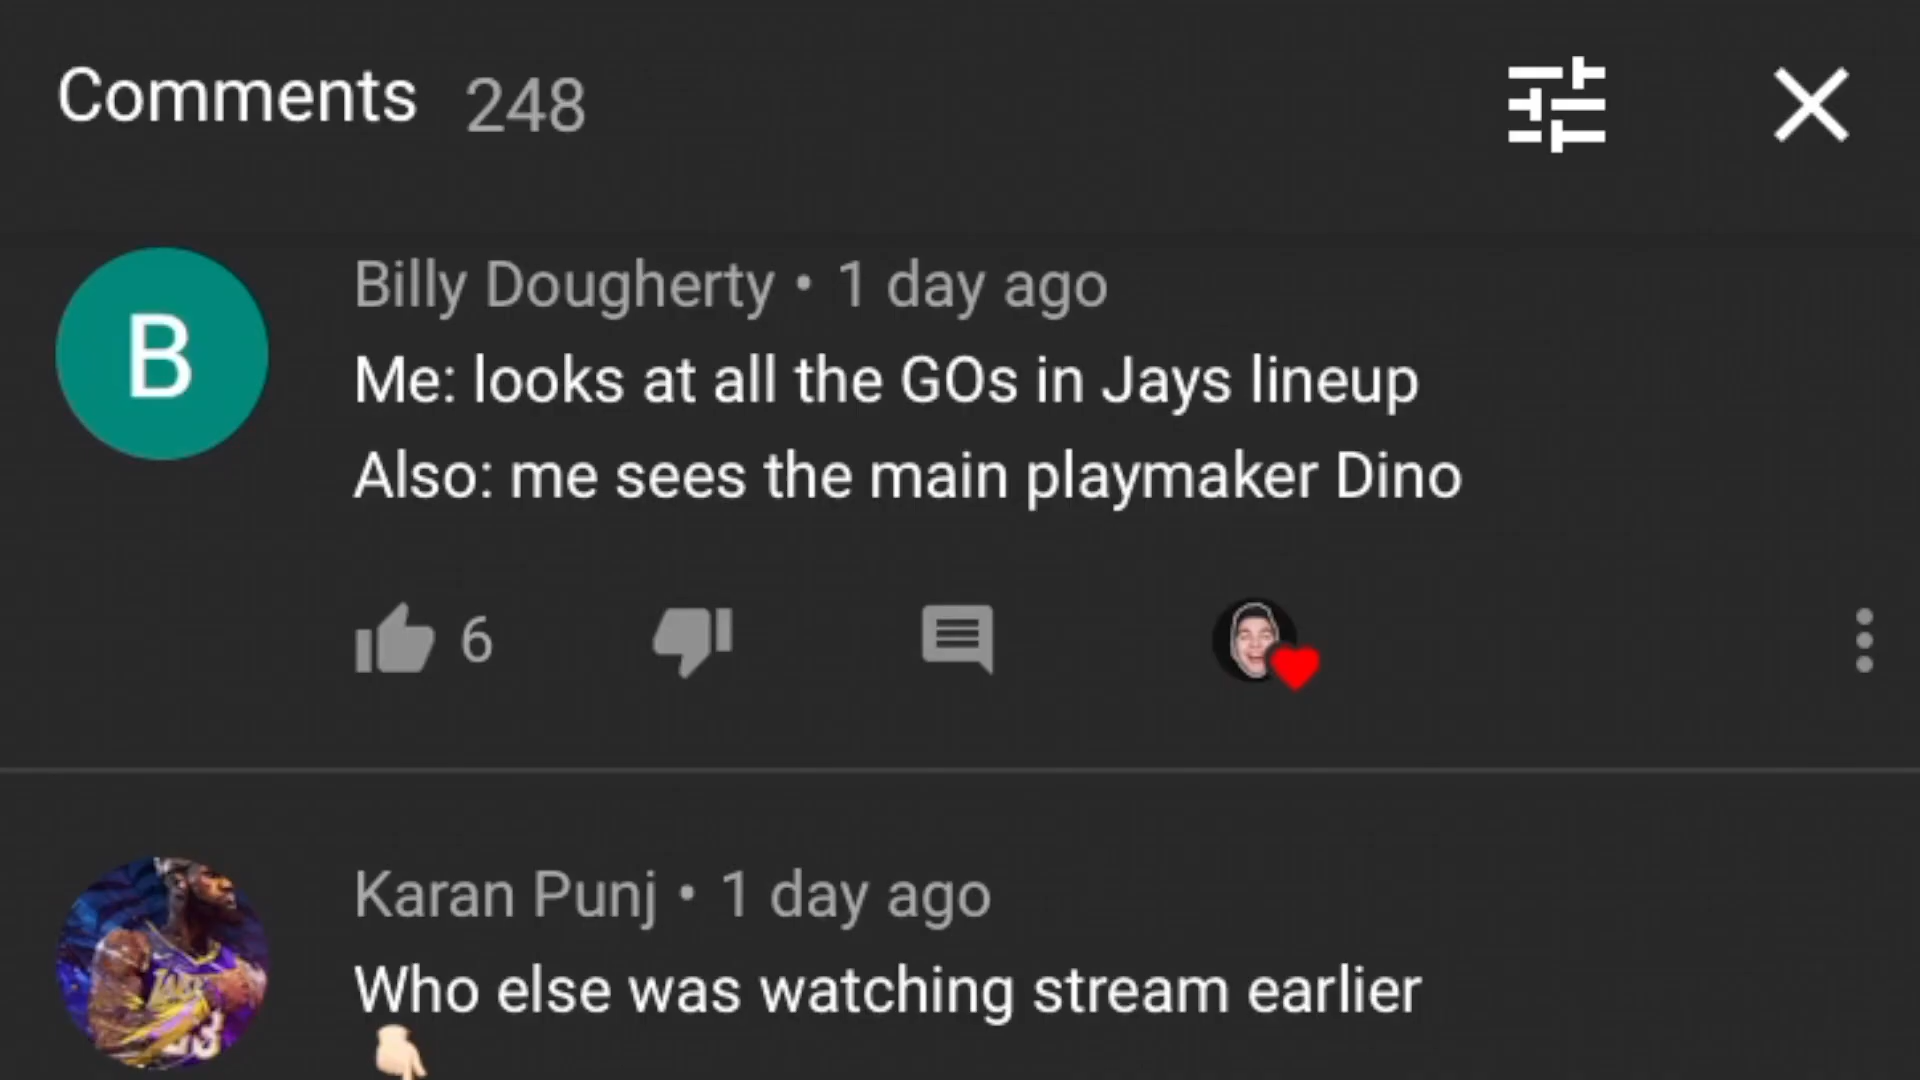 Comments 248
B
Billy Dougherty • 1 day ago
Me: looks at all the GOs in Jays lineup
Also: me sees the main playmaker Dino
6
Karan Punj • 1 day ago
Who else was watching stream earlier